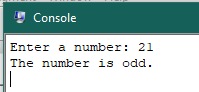 Console
Enter a number: 21
The number is odd.